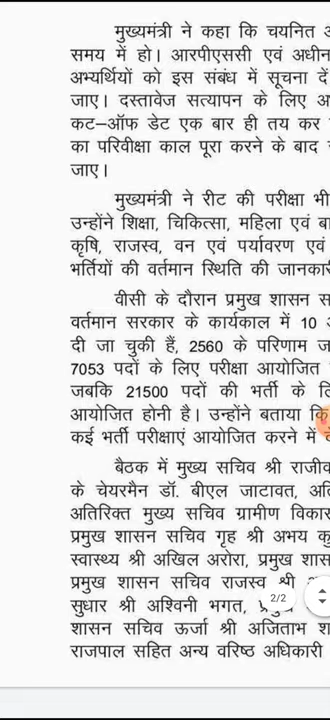 मुख्यमंत्री ने कहा कि चयनित
समय में हो। आरपीएससी एवं अधीन
अभ्यर्थियों को इस संबंध में सूचना दें
जाए। दस्तावेज सत्यापन के लिए
कट–ऑफ डेट एक बार ही तय कर
का परिवीक्षा काल पूरा करने के बाद
जाए।
मुख्यमंत्री ने रीट की परीक्षा भी
उन्होंने शिक्षा, चिकित्सा, महिला एवं
कृषि, राजस्व, वन एवं पर्यावरण एवं
भर्तियों की वर्तमान स्थिति की
वीसी के दौरान प्रमुख शासन
वर्तमान सरकार के कार्यकाल में 10
दी जा चुकी हैं, 2560 के परिणाम
7053 पदों के लिए परीक्षा आयोजित
जबकि 21500 पदों की भर्ती के
आयोजित होनी है। उन्होंने बताया कि
कई भर्ती परीक्षाएं आयोजित करने में
बैठक में मुख्य सचिव श्री राजीव
के चेयरमैन डॉ. बीएल जाटावत,
अतिरिक्त मुख्य सचिव ग्रामीण
प्रमुख शासन सचिव गृह श्री अभय
स्वास्थ्य श्री अखिल अरोरा, प्रमुख
प्रमुख शासन सचिव राजस्व श्री
सुधार श्री अश्विनी भगत,
2/2
शासन सचिव ऊर्जा श्री अजिताभ
राजपाल सहित अन्य वरिष्ठ अधिकारी